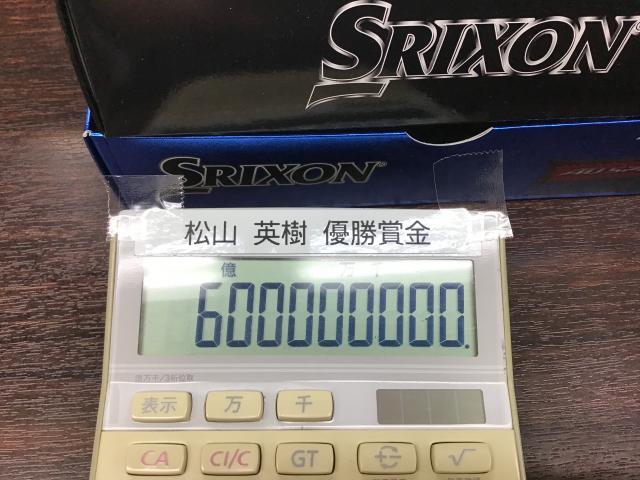 SRIXON®
SRIXON®
松山 英樹 優勝賞金
億 万 千
600000000.
億万千/3桁位取
表示 万 千
CA CI/C GT √